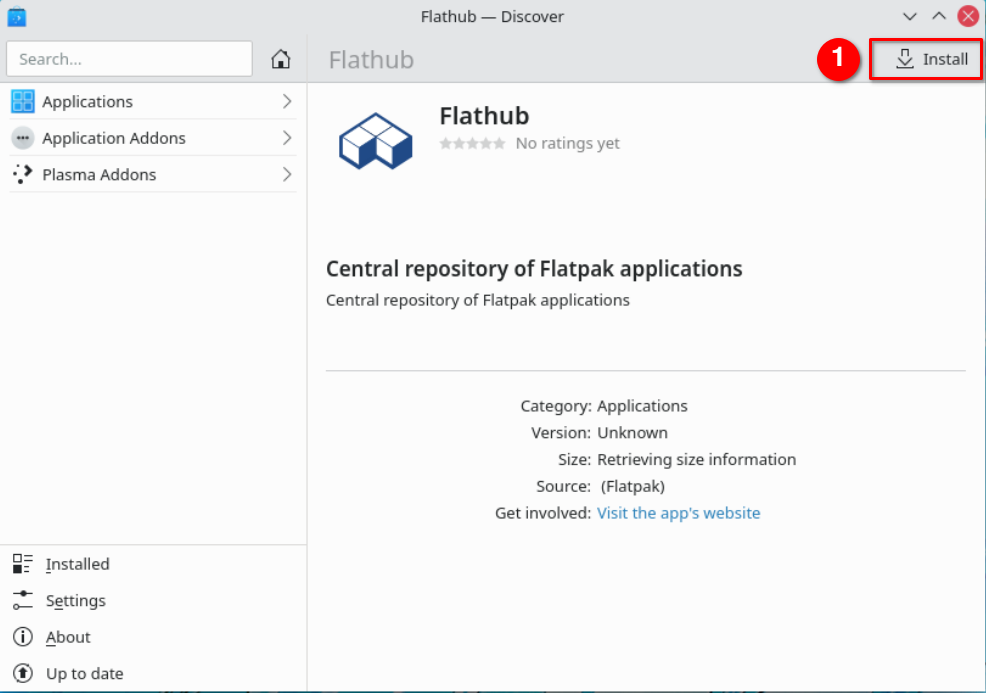 Flathub — Discover
Search...
Flathub
1
Install
Applications
Application Addons
Plasma Addons
Flathub
No ratings yet
Central repository of Flatpak applications
Central repository of Flatpak applications
Category: Applications
Version: Unknown
Size: Retrieving size information
Source: (Flatpak)
Get involved: Visit the app's website
Installed
Settings
About
Up to date